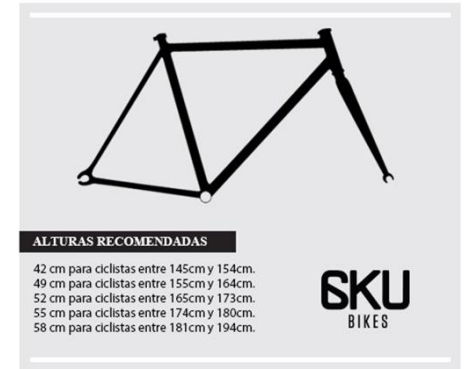 ALTURAS RECOMENDADAS
42 cm para ciclistas entre 145cm y 154cm.
49 cm para ciclistas entre 155cm y 164cm.
52 cm para ciclistas entre 165cm y 173cm.
55 cm para ciclistas entre 174cm y 180cm.
58 cm para ciclistas entre 181cm y 194cm.
6KU
BIKES